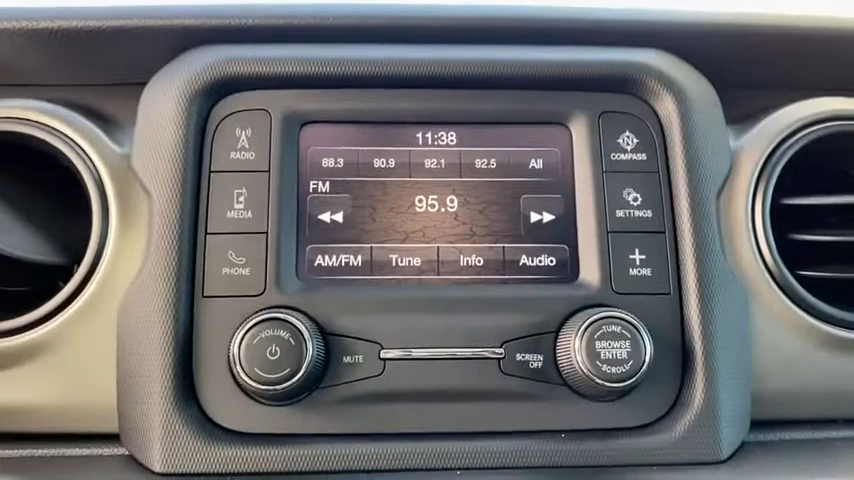 11:38
88.3 90.9 92.1 92.5 All
FM
95.9
AM/FM Tune Info Audio
RADIO
MEDIA
PHONE
N
COMPASS
SETTINGS
MORE
VOLUME
MUTE
SCREEN
OFF
TUNE
BROWSE
ENTER
SCROLL